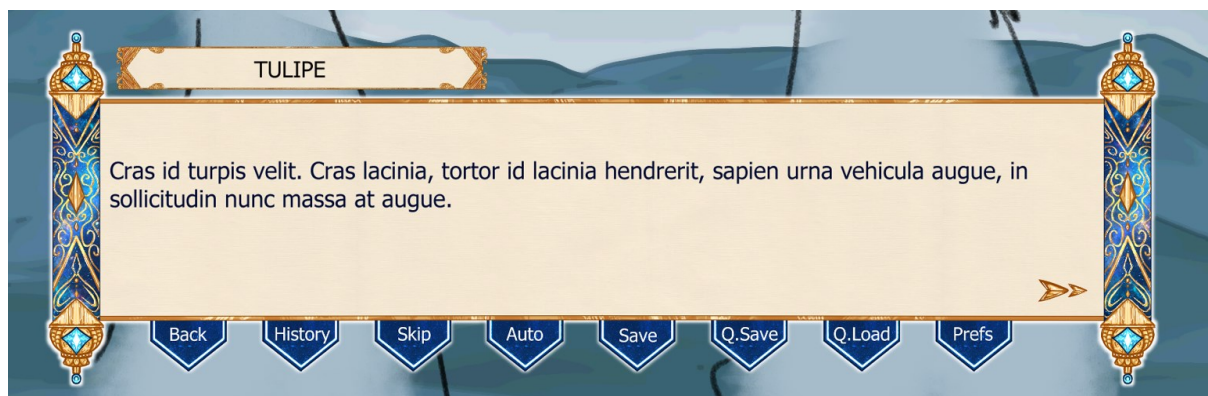 TULIPE
Cras id turpis velit. Cras lacinia, tortor id lacinia hendrerit, sapien urna vehicula augue, in
sollicitudin nunc massa at augue.
Back History Skip Auto Save Q.Save Q.Load Prefs